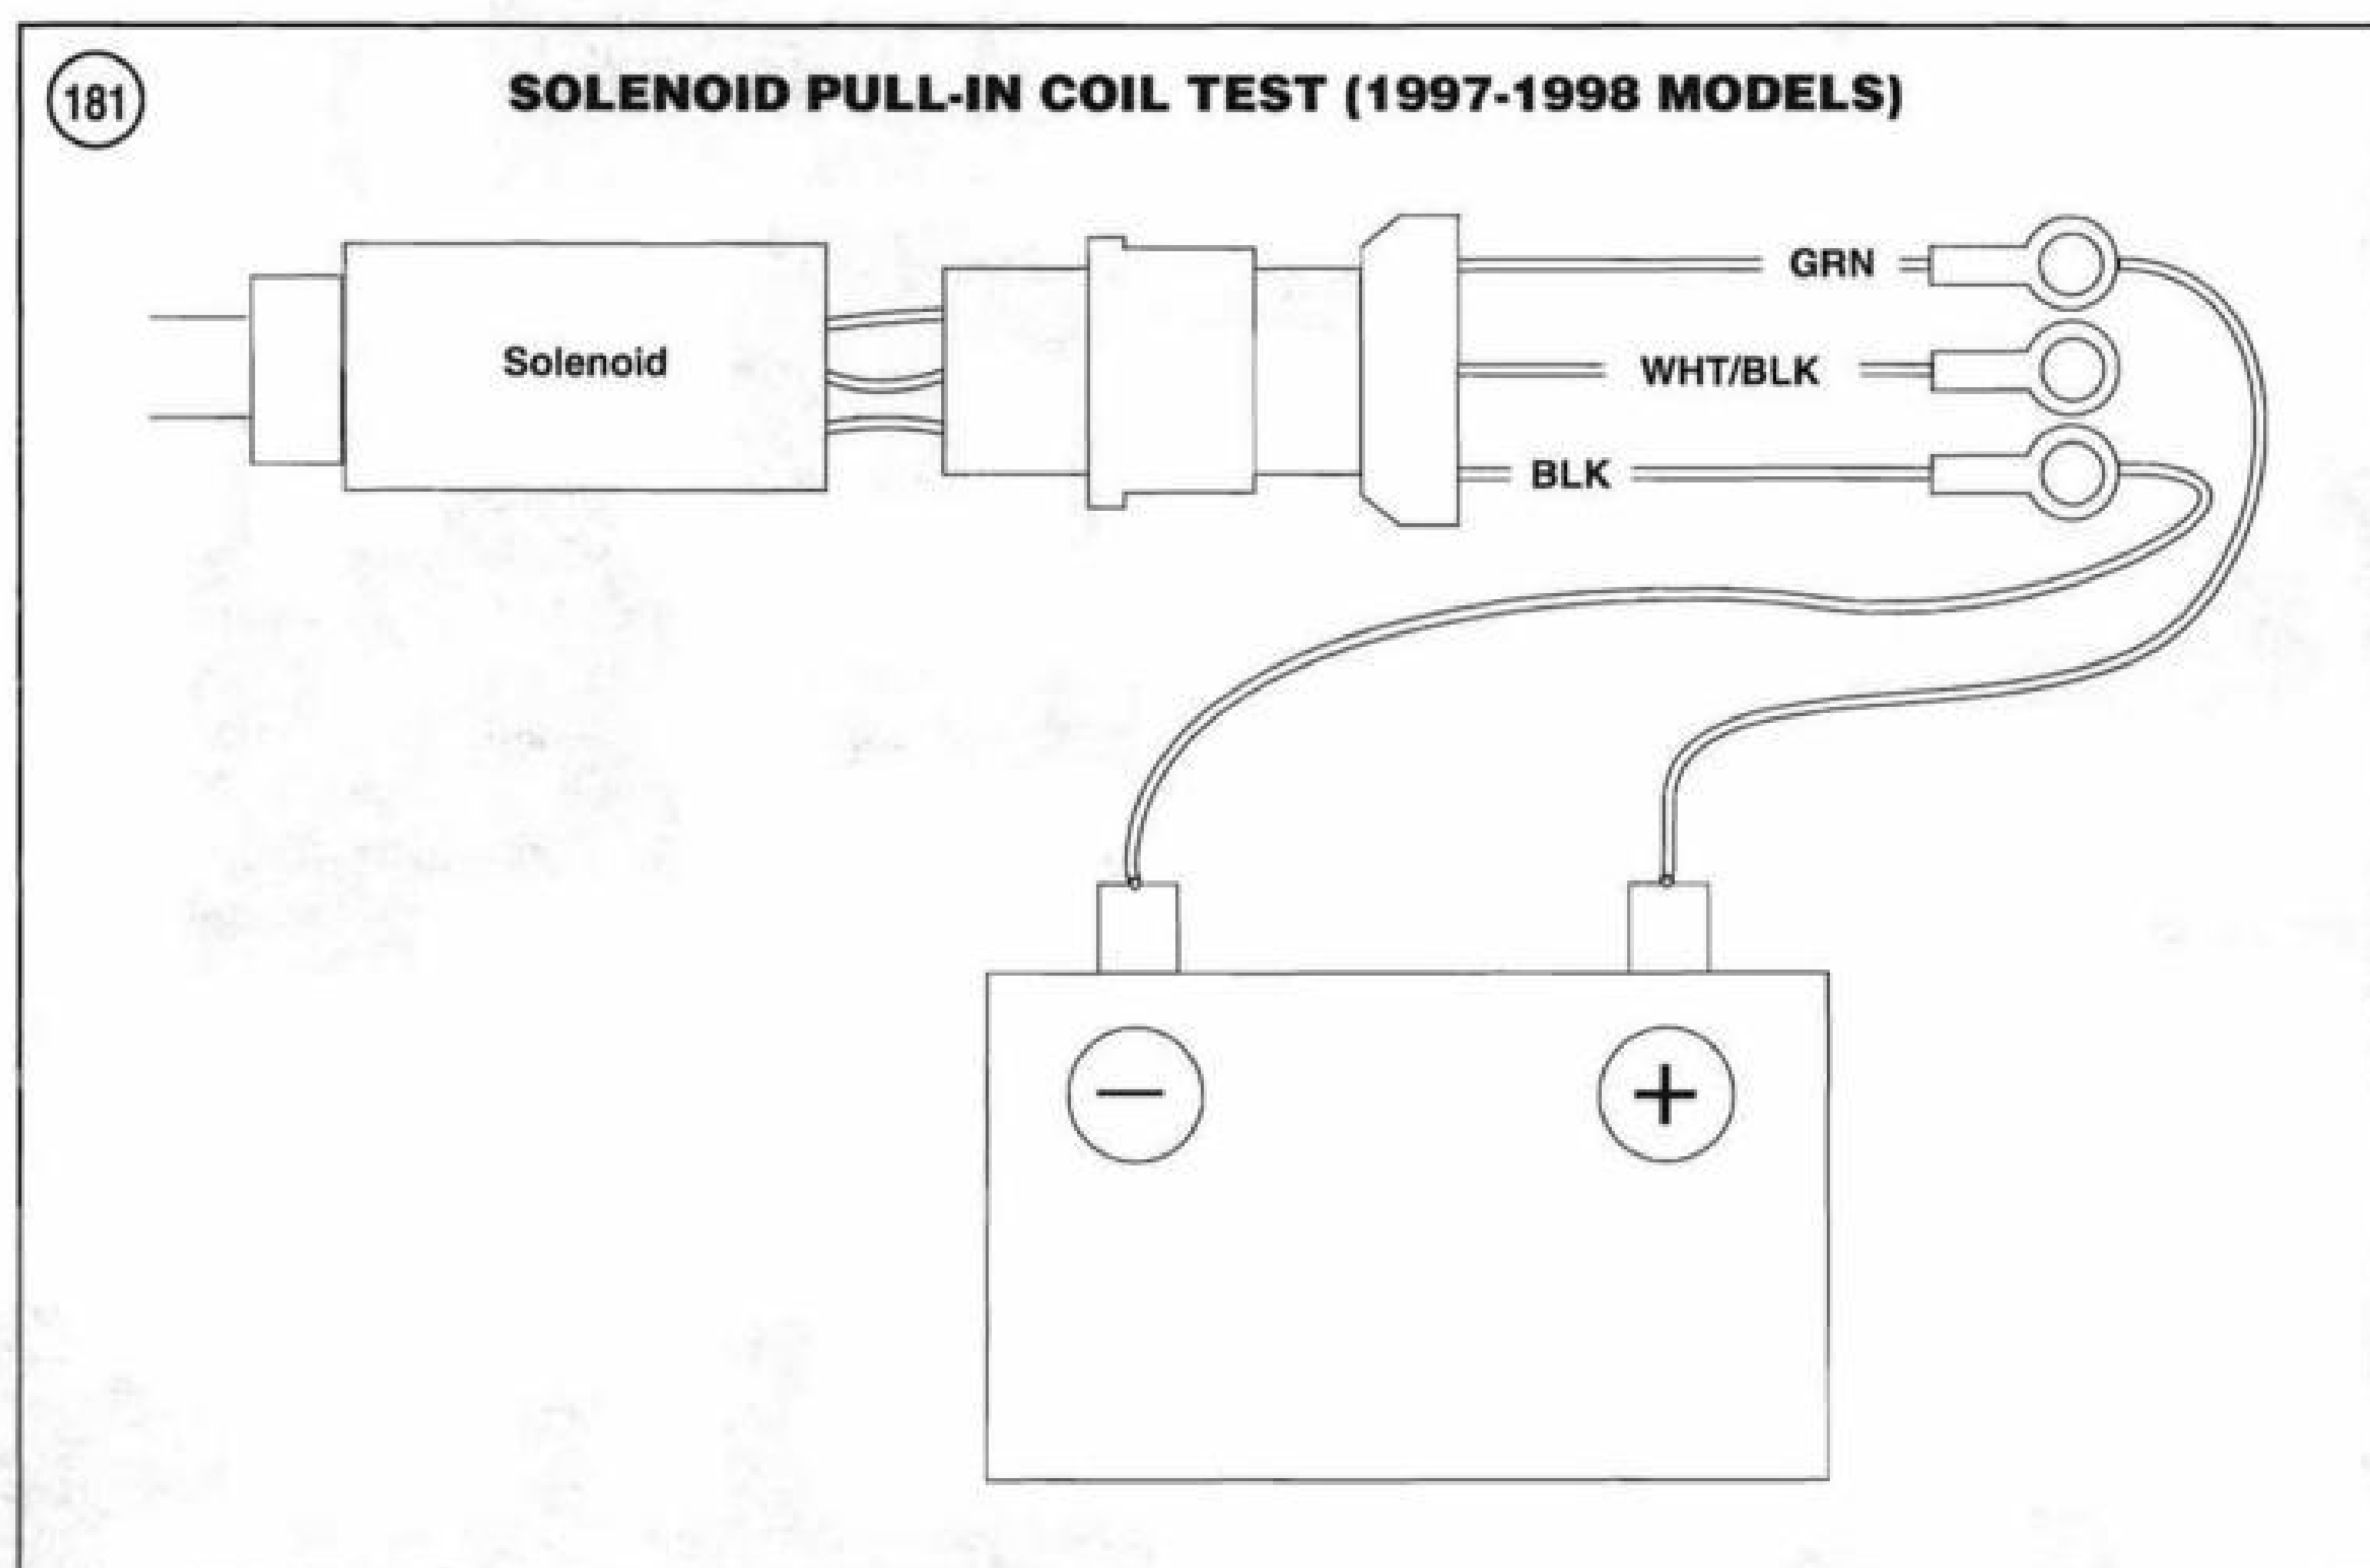 181
SOLENOID PULL-IN COIL TEST (1997-1998 MODELS)
Solenoid
GRN
WHT/BLK
BLK
− +